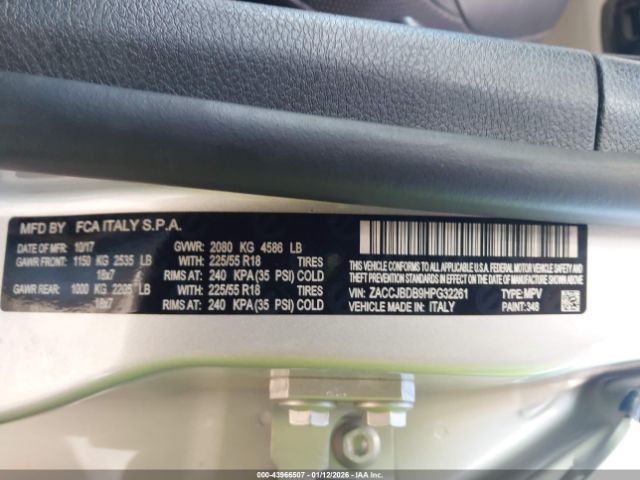 MFD BY FCA ITALY S.P.A.
DATE OF MFR: 10/17 GVWR: 2080 KG 4586 LB
GAWR FRONT: 1150 KG 2535 LB WITH: 225/55 R18 TIRES
18x7 RIMS AT: 240 KPA(35 PSI) COLD
GAWR REAR: 1000 KG 2205 LB WITH: 225/55 R18 TIRES
18x7 RIMS AT: 240 KPA(35 PSI) COLD
THIS VEHICLE CONFORMS TO ALL APPLICABLE U.S.A. FEDERAL MOTOR VEHICLE SAFETY, BUMPER, AND
THEFT PREVENTION STANDARDS IN EFFECT ON THE DATE OF MANUFACTURE SHOWN ABOVE.
VIN: ZACCJBDB9HPG32261 TYPE: MPV
VEHICLE MADE IN: ITALY PAINT: 348
000-43966507 - 01/12/2026 - IAA Inc.